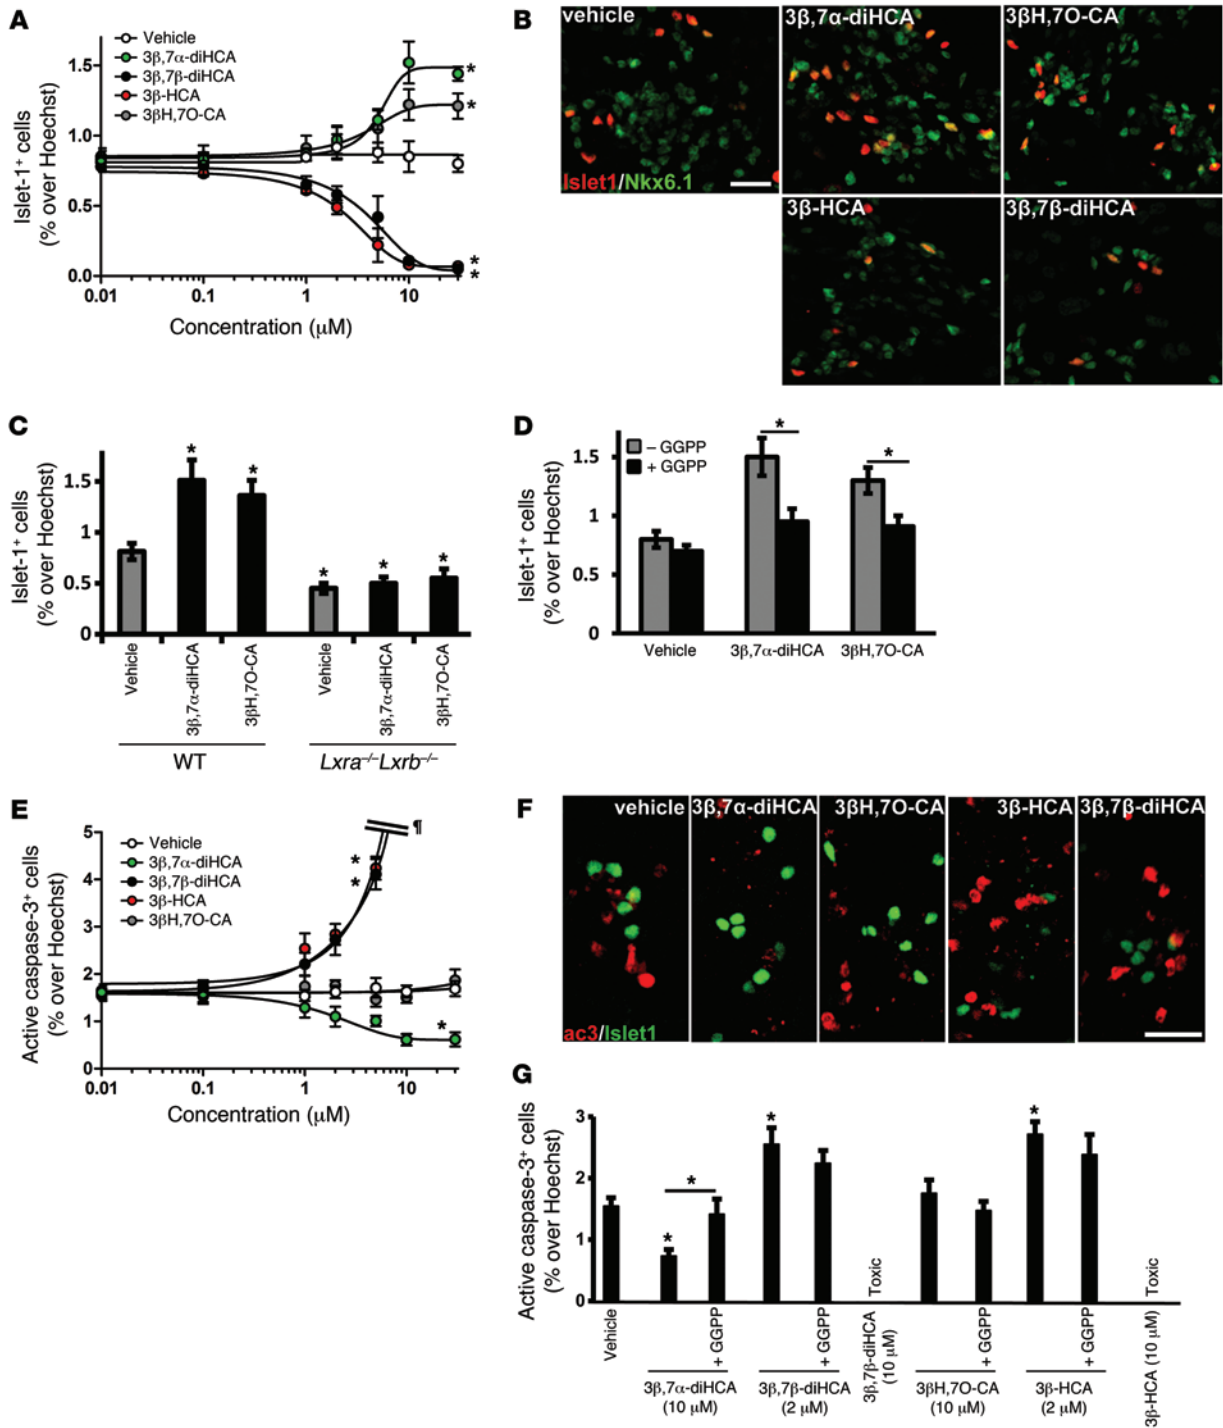 A
Vehicle
3β,7α-diHCA
3β,7β-diHCA
3β-HCA
3βH,7O-CA
Islet-1⁺ cells
(% over Hoechst)
1.5
1.0
0.5
0.0
0.01 0.1 1 10
Concentration (μM)
*
*
*
*
B
vehicle
3β,7α-diHCA
3βH,7O-CA
Islet1/Nkx6.1
3β-HCA
3β,7β-diHCA
C
Islet-1⁺ cells
(% over Hoechst)
1.5
1
0.5
0
* * * * *
Vehicle
3β,7α-diHCA
3βH,7O-CA
Vehicle
3β,7α-diHCA
3βH,7O-CA
WT
Lxra⁻/⁻Lxrb⁻/⁻
D
– GGPP
+ GGPP
Islet-1⁺ cells
(% over Hoechst)
1.5
1
0.5
0
* *
Vehicle 3β,7α-diHCA 3βH,7O-CA
E
Vehicle
3β,7α-diHCA
3β,7β-diHCA
3β-HCA
3βH,7O-CA
Active caspase-3⁺ cells
(% over Hoechst)
5
4
3
2
1
0
0.01 0.1 1 10
Concentration (μM)
¶
*
*
*
F
vehicle
3β,7α-diHCA
3βH,7O-CA
3β-HCA
3β,7β-diHCA
ac3/Islet1
G
Active caspase-3⁺ cells
(% over Hoechst)
3
2
1
0
* * * *
Toxic
Toxic
Vehicle
+ GGPP
3β,7α-diHCA
(10 μM)
+ GGPP
3β,7β-diHCA
(2 μM)
3β,7β-diHCA
(10 μM)
+ GGPP
3βH,7O-CA
(10 μM)
+ GGPP
3β-HCA
(2 μM)
3β-HCA (10 μM)